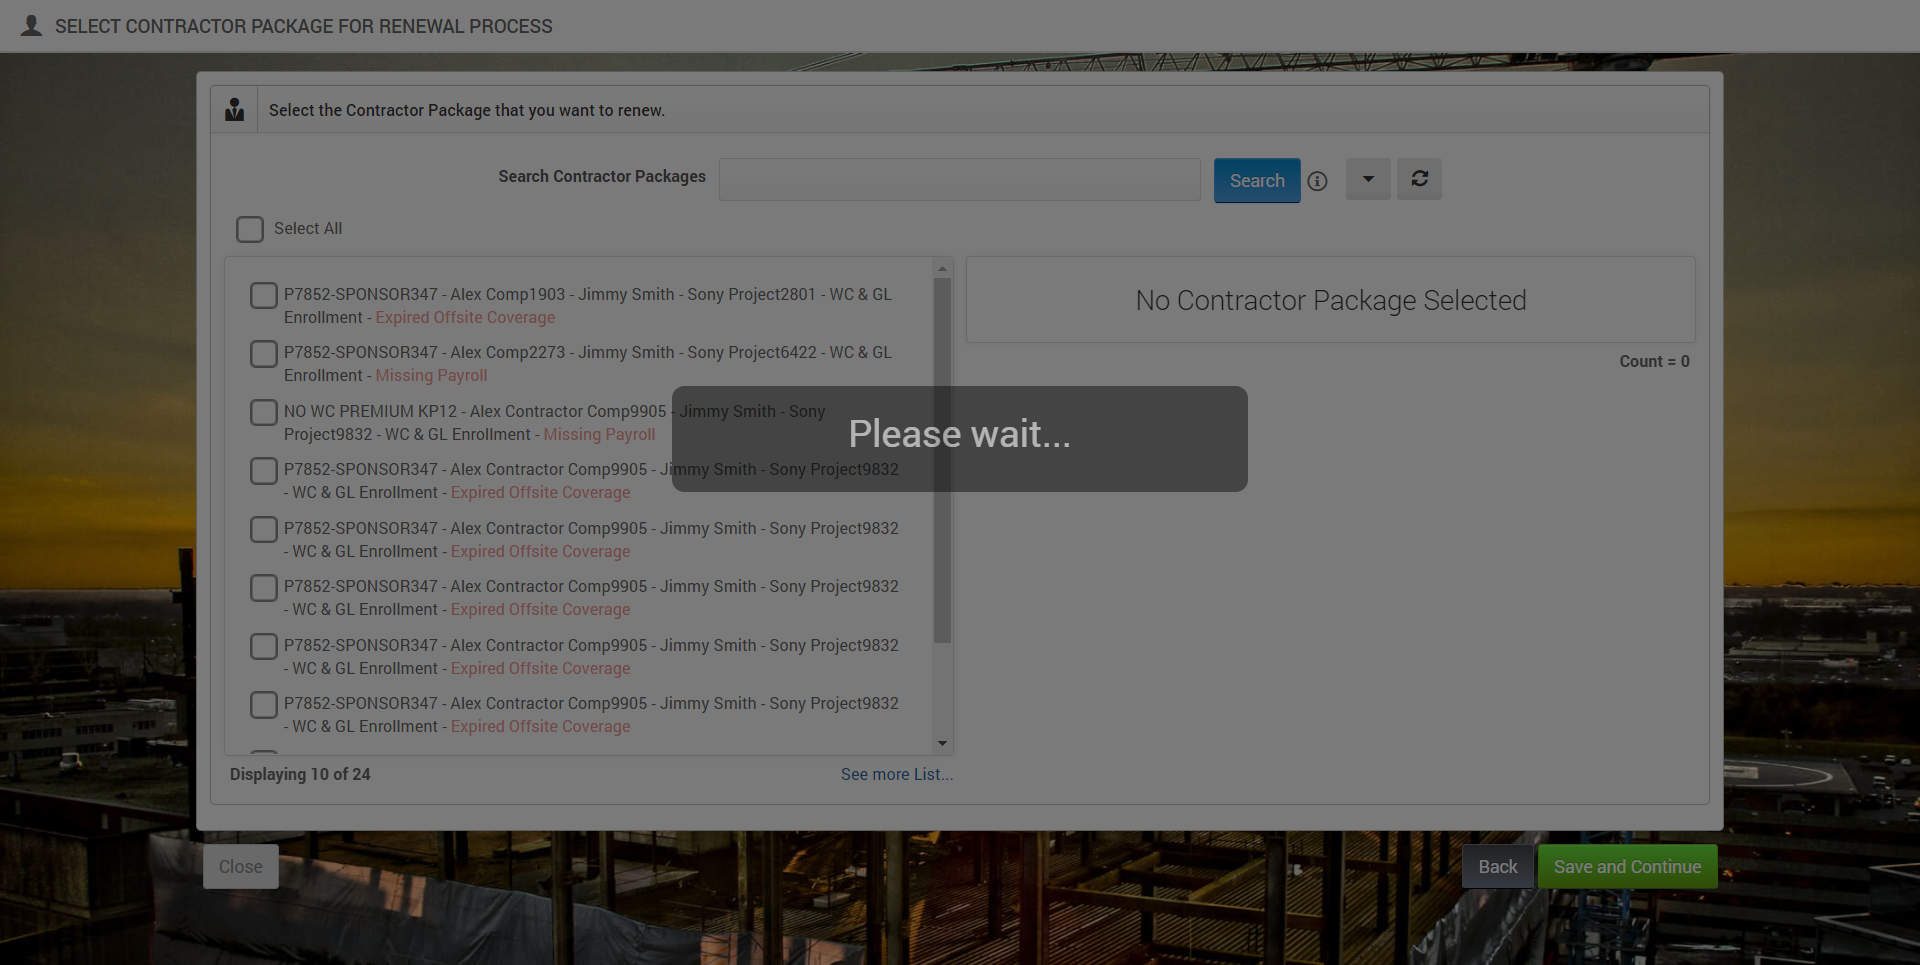 SELECT CONTRACTOR PACKAGE FOR RENEWAL PROCESS
Select the Contractor Package that you want to renew.
Search Contractor Packages
Search
Select All
P7852-SPONSOR347 - Alex Comp1903 - Jimmy Smith - Sony Project2801 - WC & GL
Enrollment - Expired Offsite Coverage
P7852-SPONSOR347 - Alex Comp2273 - Jimmy Smith - Sony Project6422 - WC & GL
Enrollment - Missing Payroll
NO WC PREMIUM KP12 - Alex Contractor Comp9905 - Jimmy Smith - Sony
Project9832 - WC & GL Enrollment - Missing Payroll
P7852-SPONSOR347 - Alex Contractor Comp9905 - Jimmy Smith - Sony Project9832
- WC & GL Enrollment - Expired Offsite Coverage
P7852-SPONSOR347 - Alex Contractor Comp9905 - Jimmy Smith - Sony Project9832
- WC & GL Enrollment - Expired Offsite Coverage
P7852-SPONSOR347 - Alex Contractor Comp9905 - Jimmy Smith - Sony Project9832
- WC & GL Enrollment - Expired Offsite Coverage
P7852-SPONSOR347 - Alex Contractor Comp9905 - Jimmy Smith - Sony Project9832
- WC & GL Enrollment - Expired Offsite Coverage
P7852-SPONSOR347 - Alex Contractor Comp9905 - Jimmy Smith - Sony Project9832
- WC & GL Enrollment - Expired Offsite Coverage
Displaying 10 of 24
See more List...
No Contractor Package Selected
Count = 0
Please wait...
Close
Back
Save and Continue